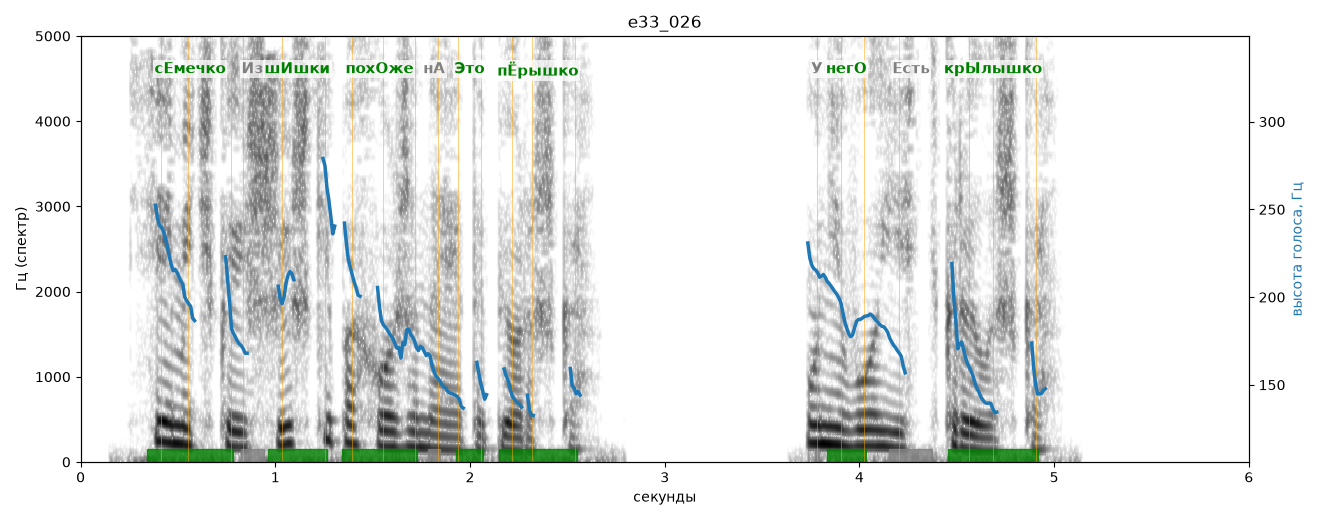 e33_026
5000
4000
3000
2000
1000
0
Гц (спектр)
сЕмечко Из шИшки похОже нА Это пЁрышко У негО Есть крЫлышко
300
250
200
150
высота голоса, Гц
0 1 2 3 4 5 6
секунды